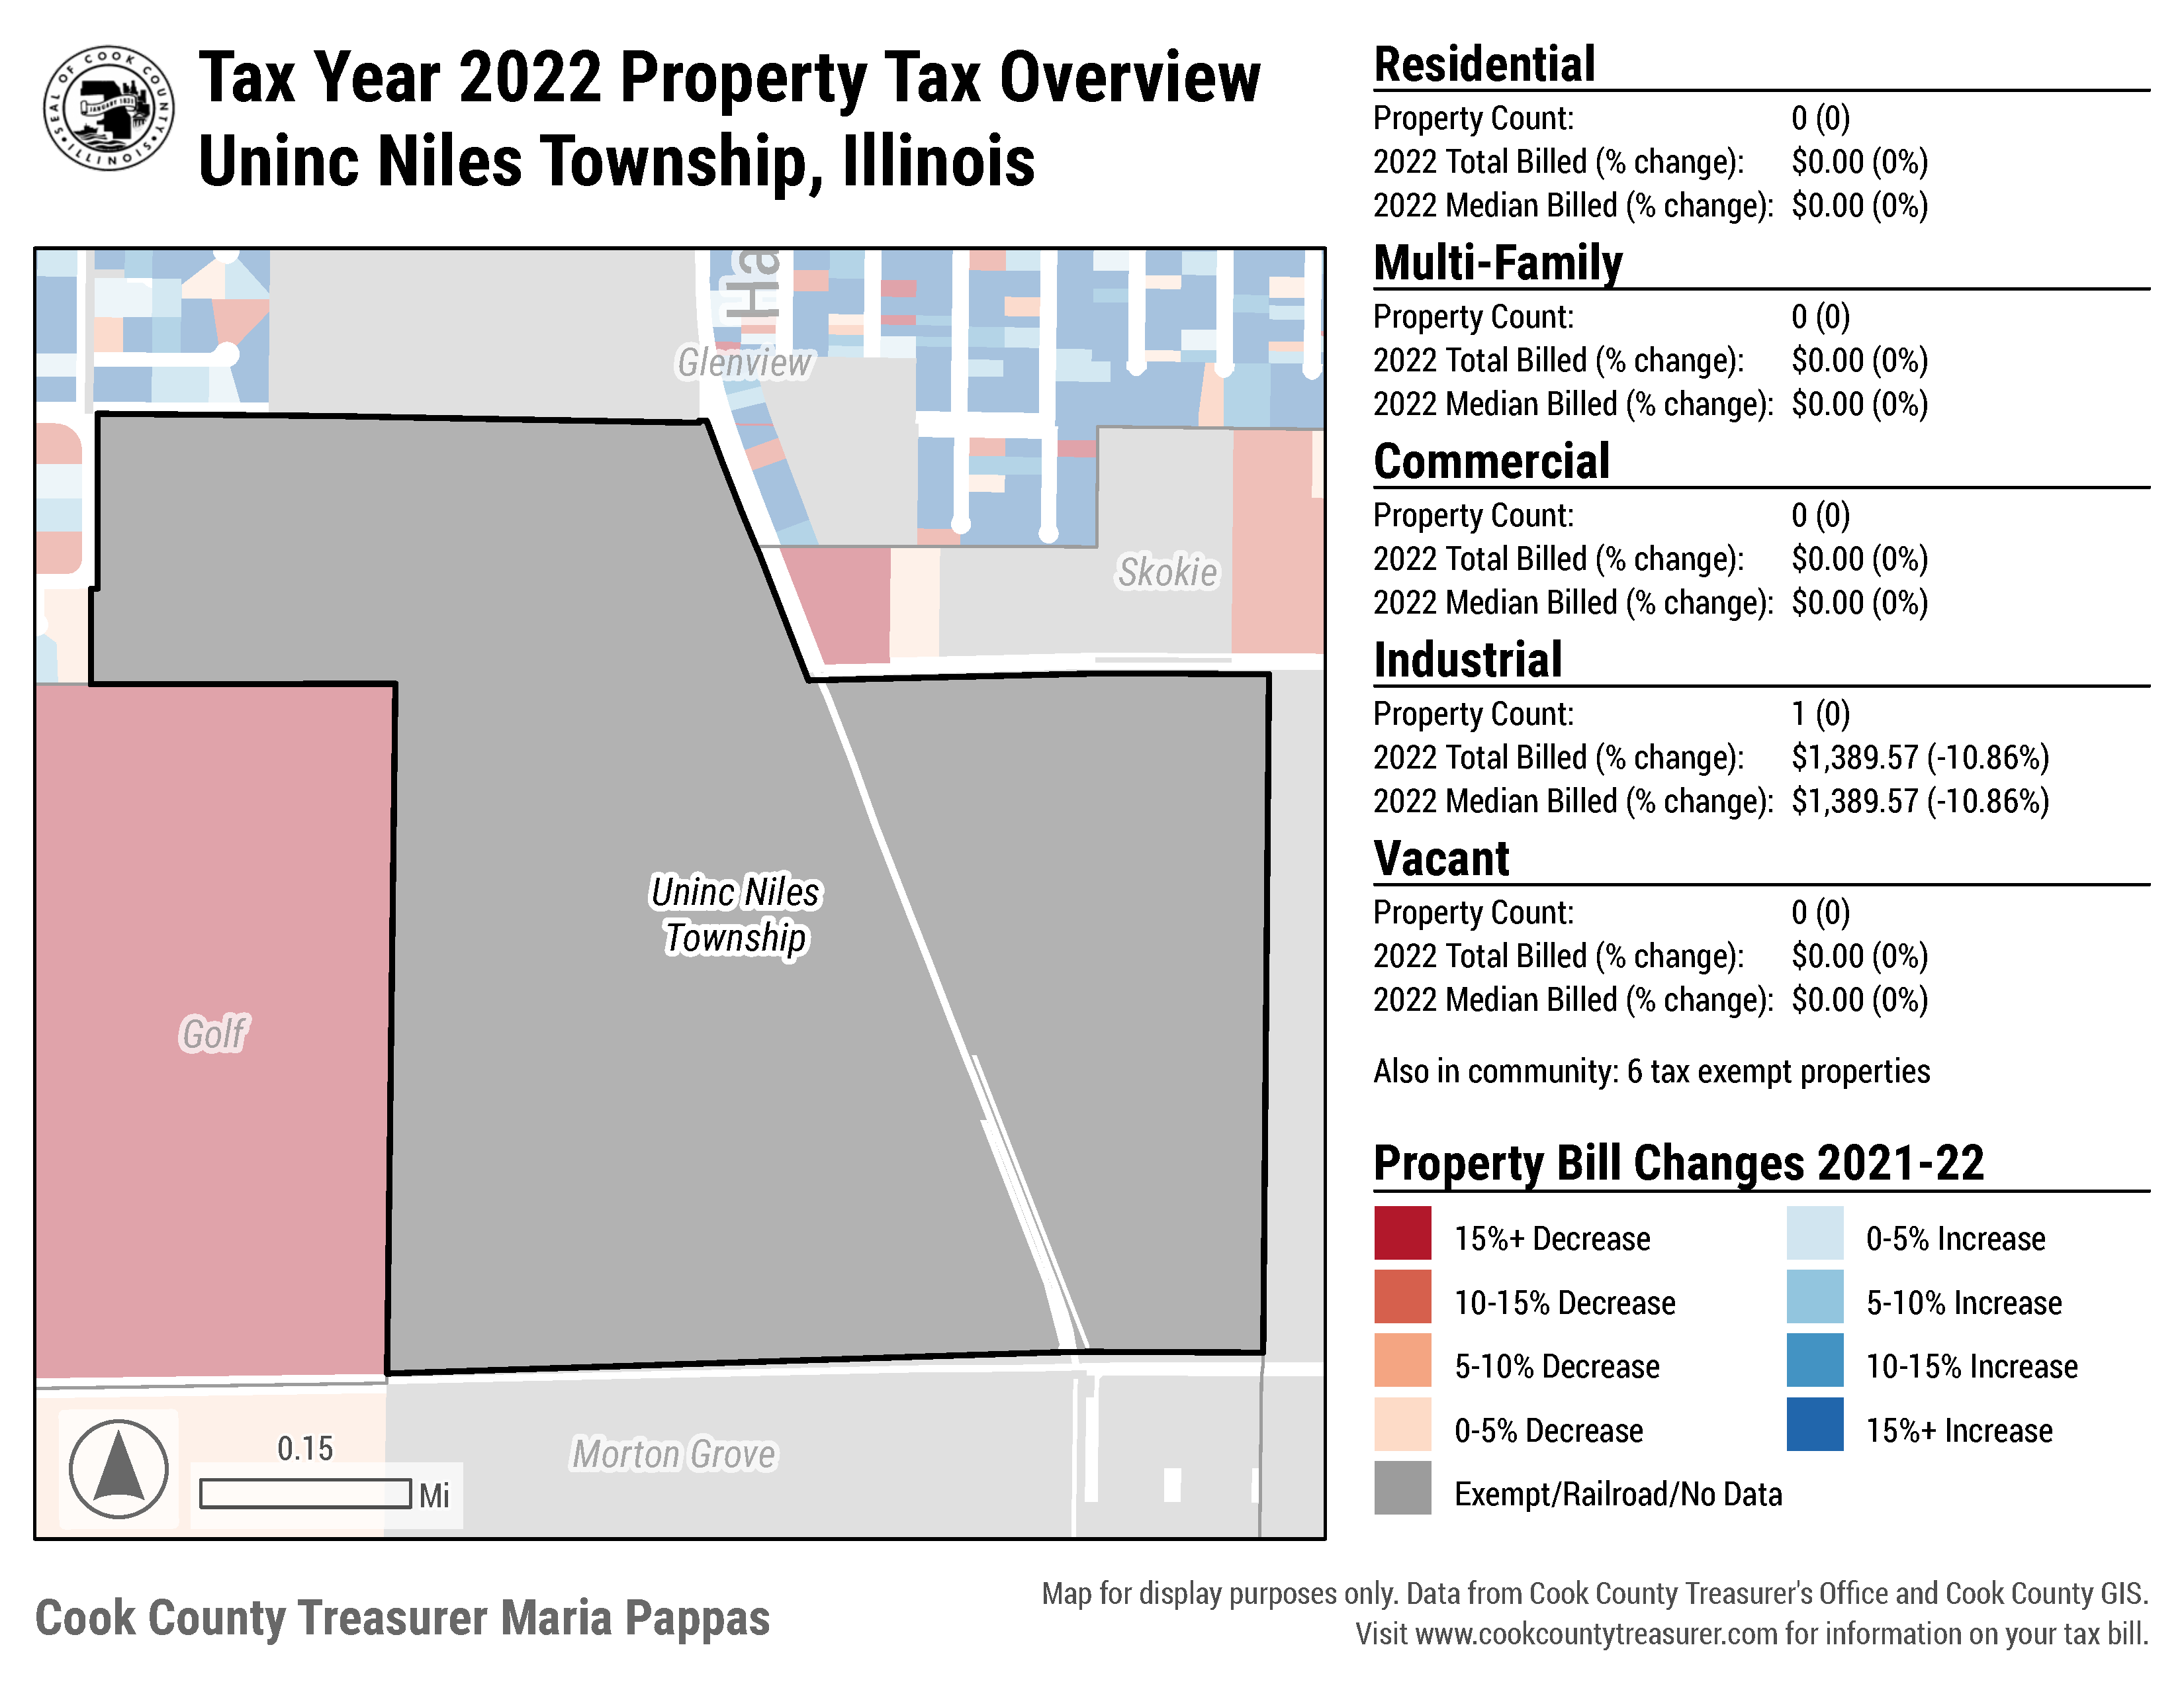 SEAL OF COOK COUNTY
ILLINOIS
JANUARY 1831
Tax Year 2022 Property Tax Overview
Uninc Niles Township, Illinois
Ha
Glenview
Skokie
Uninc Niles
Township
Golf
Morton Grove
0.15
Mi
Residential
Property Count: 0 (0)
2022 Total Billed (% change): $0.00 (0%)
2022 Median Billed (% change): $0.00 (0%)
Multi-Family
Property Count: 0 (0)
2022 Total Billed (% change): $0.00 (0%)
2022 Median Billed (% change): $0.00 (0%)
Commercial
Property Count: 0 (0)
2022 Total Billed (% change): $0.00 (0%)
2022 Median Billed (% change): $0.00 (0%)
Industrial
Property Count: 1 (0)
2022 Total Billed (% change): $1,389.57 (-10.86%)
2022 Median Billed (% change): $1,389.57 (-10.86%)
Vacant
Property Count: 0 (0)
2022 Total Billed (% change): $0.00 (0%)
2022 Median Billed (% change): $0.00 (0%)
Also in community: 6 tax exempt properties
Property Bill Changes 2021-22
15%+ Decrease
10-15% Decrease
5-10% Decrease
0-5% Decrease
Exempt/Railroad/No Data
0-5% Increase
5-10% Increase
10-15% Increase
15%+ Increase
Cook County Treasurer Maria Pappas
Map for display purposes only. Data from Cook County Treasurer's Office and Cook County GIS.
Visit www.cookcountytreasurer.com for information on your tax bill.